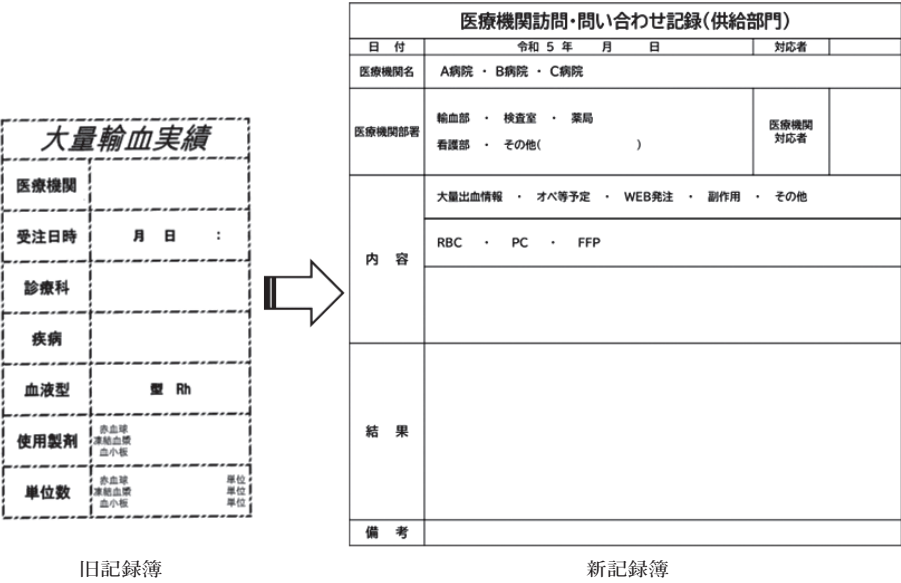 大量輸血実績
医療機関
受注日時 月 日 :
診療科
疾病
血液型 型 Rh
使用製剤 赤血球
凍結血漿
血小板
単位数 赤血球 単位
凍結血漿 単位
血小板 単位
旧記録簿
医療機関訪問・問い合わせ記録(供給部門)
日 付 令和 5 年 月 日 対応者
医療機関名 A病院 ・ B病院 ・ C病院
医療機関部署 輸血部 ・ 検査室 ・ 薬局
看護部 ・ その他( )
医療機関
対応者
内 容 大量出血情報 ・ オペ等予定 ・ WEB発注 ・ 副作用 ・ その他
RBC ・ PC ・ FFP
結 果
備 考
新記録簿